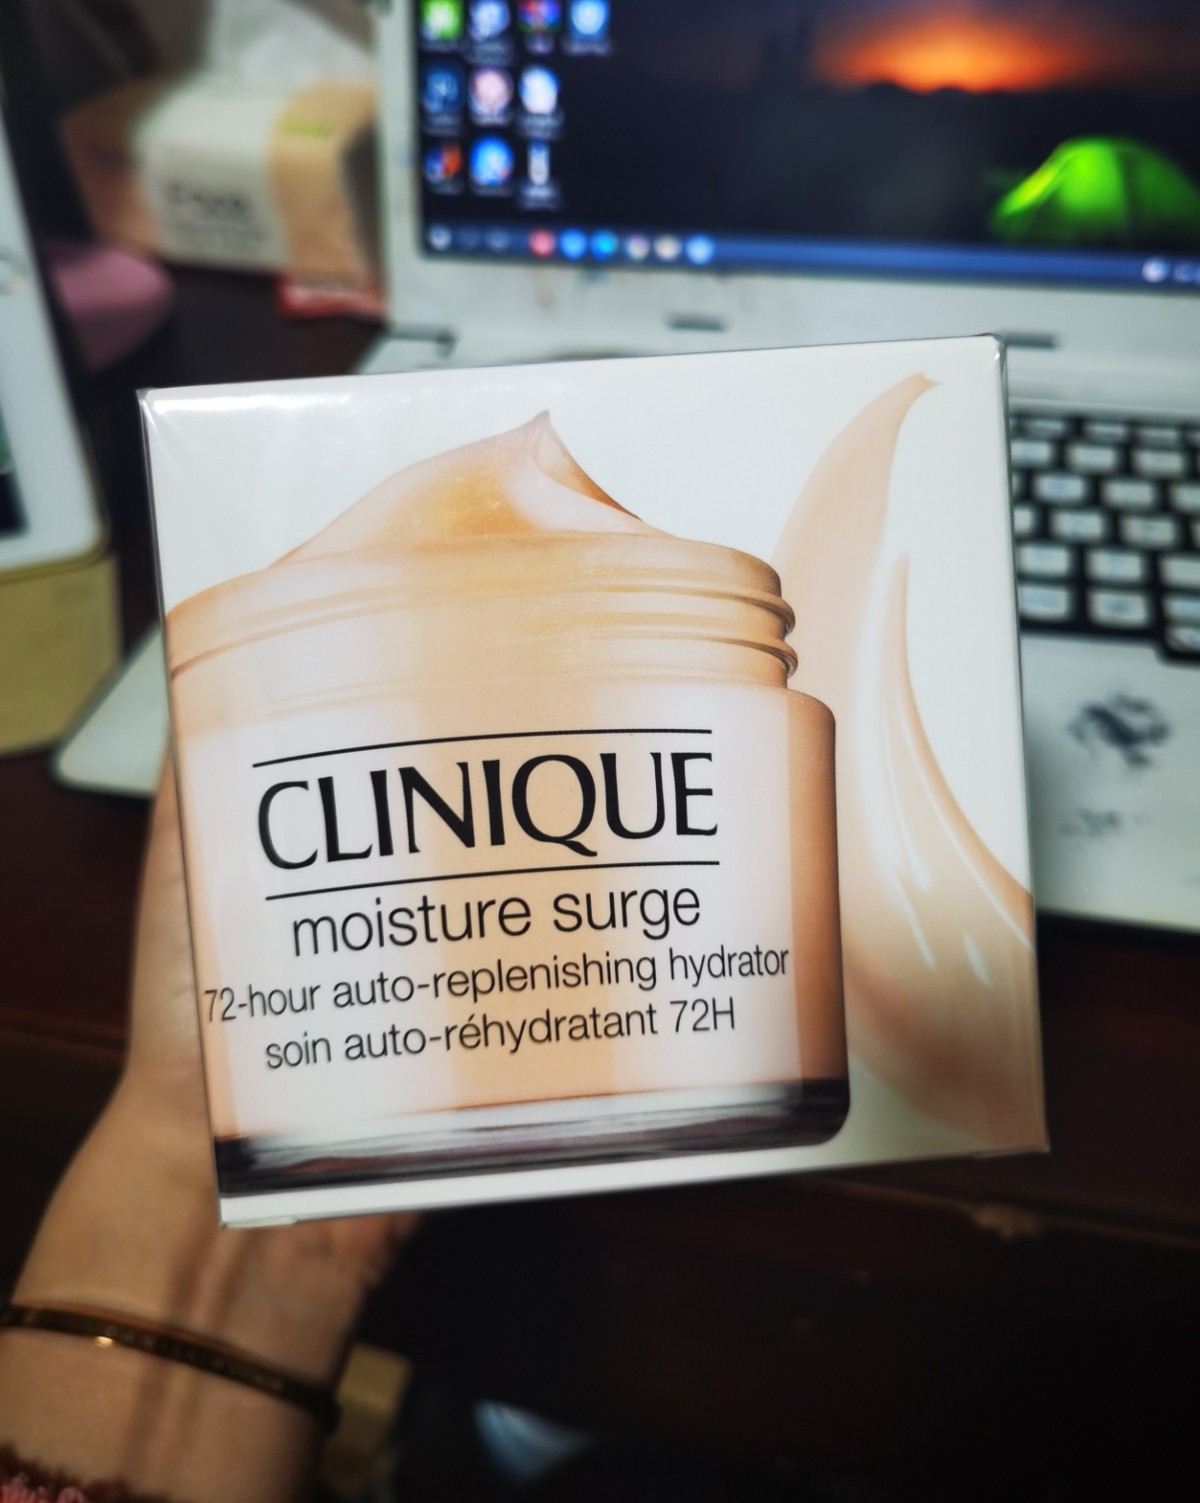 CLINIQUE
moisture surge
72-hour auto-replenishing hydrator
soin auto-réhydratant 72H